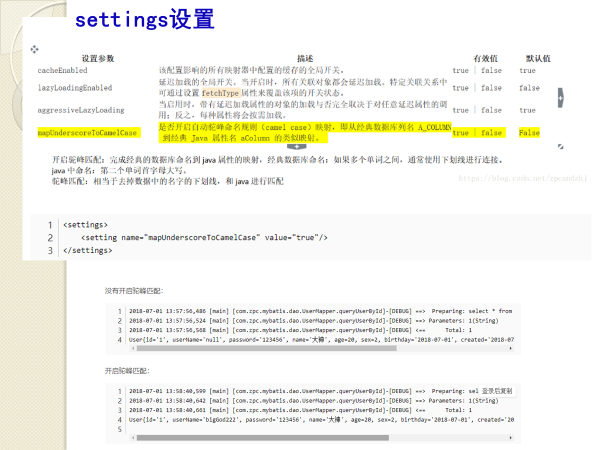 settings设置
设置参数 描述 有效值 默认值
cacheEnabled 该配置影响的所有映射器中配置的缓存的全局开关。 true | false true
lazyLoadingEnabled 延迟加载的全局开关。当开启时，所有关联对象都会延迟加载。特定关联关系中可通过设置 fetchType 属性来覆盖该项的开关状态。 true | false false
aggressiveLazyLoading 当启用时，带有延迟加载属性的对象的加载与否完全取决于对任意延迟属性的调用；反之，每种属性将会按需加载。 true | false true
mapUnderscoreToCamelCase 是否开启自动驼峰命名规则（camel case）映射，即从经典数据库列名 A_COLUMN 到经典 Java 属性名 aColumn 的类似映射。 true | false False
开启驼峰匹配：完成经典的数据库命名到 java 属性的映射，经典数据库命名：如果多个单词之间，通常使用下划线进行连接。
java 中命名：第二个单词首字母大写。
驼峰匹配：相当于去掉数据中的名字的下划线，和 java 进行匹配
1 <settings>
2 <setting name="mapUnderscoreToCamelCase" value="true"/>
3 </settings>
没有开启驼峰匹配：
1 2018-07-01 13:57:56,486 [main] [com.zpc.mybatis.dao.UserMapper.queryUserById]-[DEBUG] ==> Preparing: select * from
2 2018-07-01 13:57:56,524 [main] [com.zpc.mybatis.dao.UserMapper.queryUserById]-[DEBUG] ==> Parameters: 1(String)
3 2018-07-01 13:57:56,568 [main] [com.zpc.mybatis.dao.UserMapper.queryUserById]-[DEBUG] <== Total: 1
4 User{id='1', userName='null', password='123456', name='大神', age=20, sex=2, birthday='2018-07-01', created='2018-07
开启驼峰匹配：
1 2018-07-01 13:58:40,599 [main] [com.zpc.mybatis.dao.UserMapper.queryUserById]-[DEBUG] ==> Preparing: sel 登录后复制
2 2018-07-01 13:58:40,642 [main] [com.zpc.mybatis.dao.UserMapper.queryUserById]-[DEBUG] ==> Parameters: 1(String)
3 2018-07-01 13:58:40,661 [main] [com.zpc.mybatis.dao.UserMapper.queryUserById]-[DEBUG] <== Total: 1
4 User{id='1', userName='bigGod222', password='123456', name='大神', age=20, sex=2, birthday='2018-07-01', created='20
5